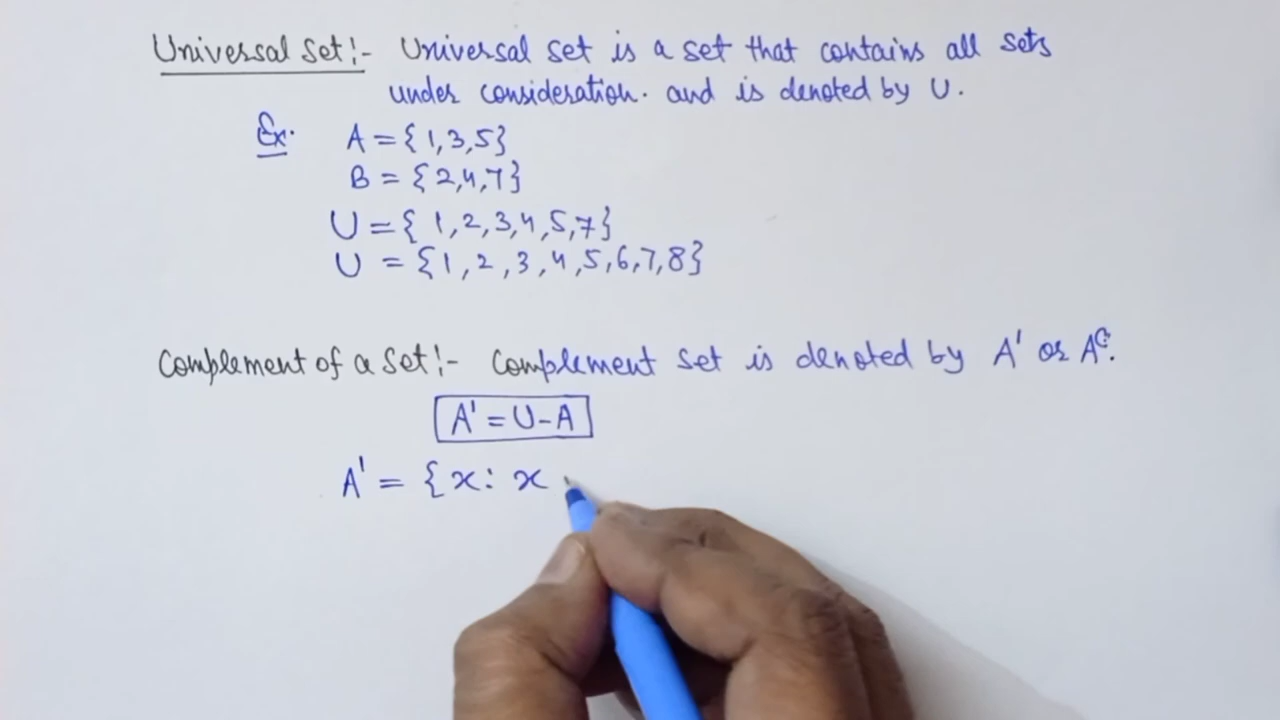 Universal Set:- Universal set is a set that contains all sets
under consideration. and is denoted by U.
Ex. A = {1,3,5}
B = {2,4,7}
U = {1,2,3,4,5,7}
U = {1,2,3,4,5,6,7,8}
Complement of a set:- Complement set is denoted by A' or Aᶜ.
A' = U-A
A' = {x: x